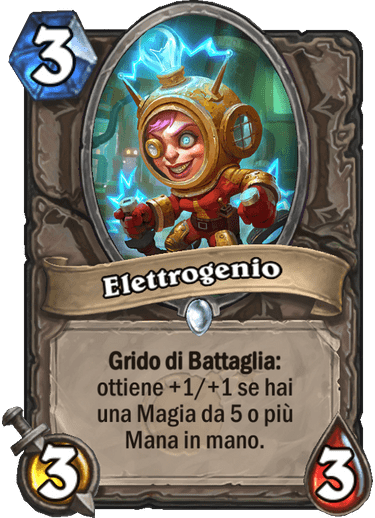 3
Elettrogenio
Grido di Battaglia:
ottiene +1/+1 se hai
una Magia da 5 o più
Mana in mano.
3
3